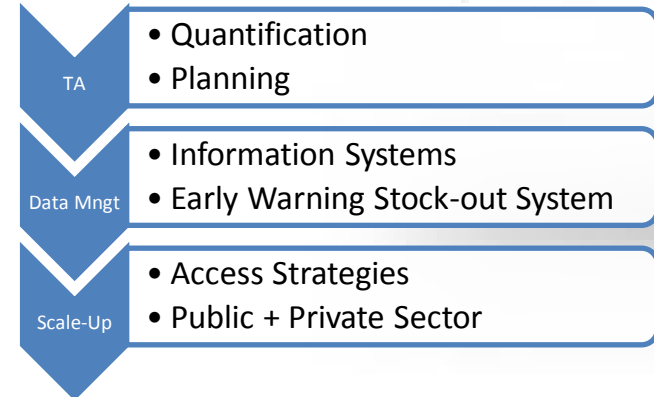 TA
• Quantification
• Planning
Data Mngt
• Information Systems
• Early Warning Stock-out System
Scale-Up
• Access Strategies
• Public + Private Sector